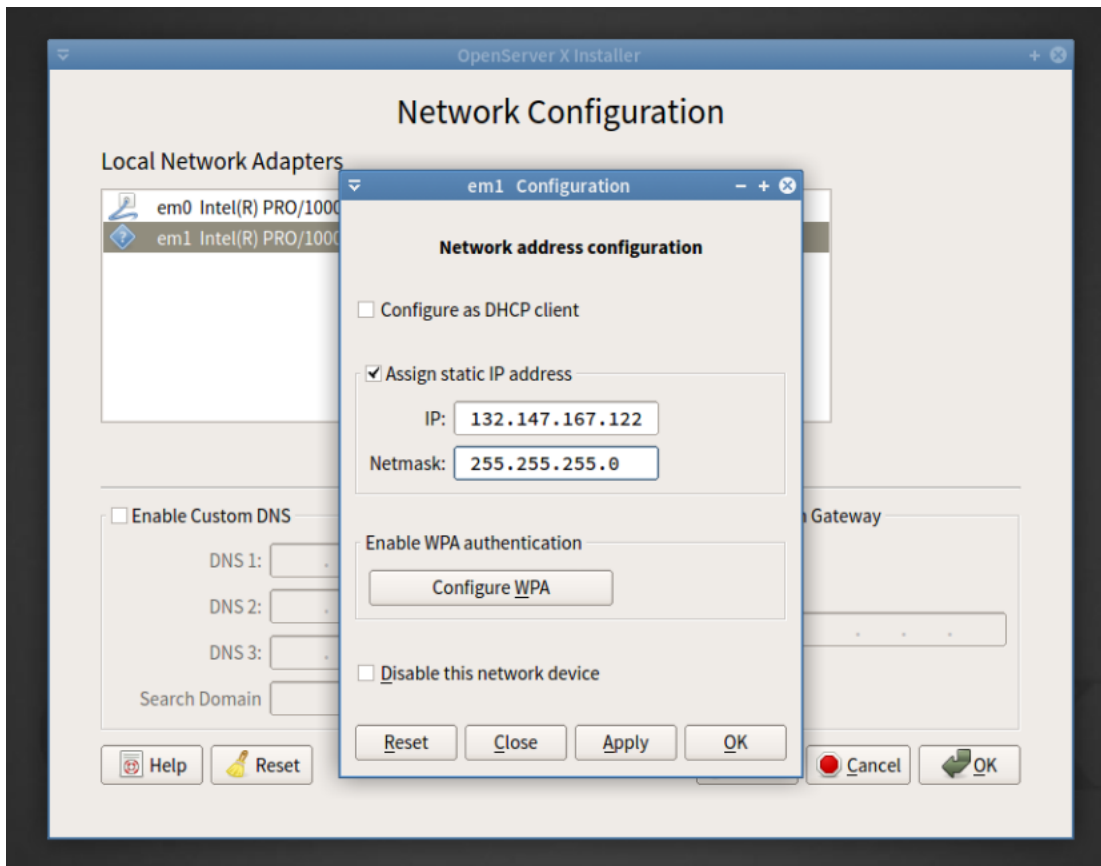 OpenServer X Installer
Network Configuration
Local Network Adapters
em0 Intel(R) PRO/1000
em1 Intel(R) PRO/1000
em1 Configuration
Network address configuration
Configure as DHCP client
Assign static IP address
IP: 132.147.167.122
Netmask: 255.255.255.0
Enable WPA authentication
Configure WPA
Disable this network device
Reset Close Apply OK
Enable Custom DNS
DNS 1:
DNS 2:
DNS 3:
Search Domain
Gateway
Help Reset Cancel OK